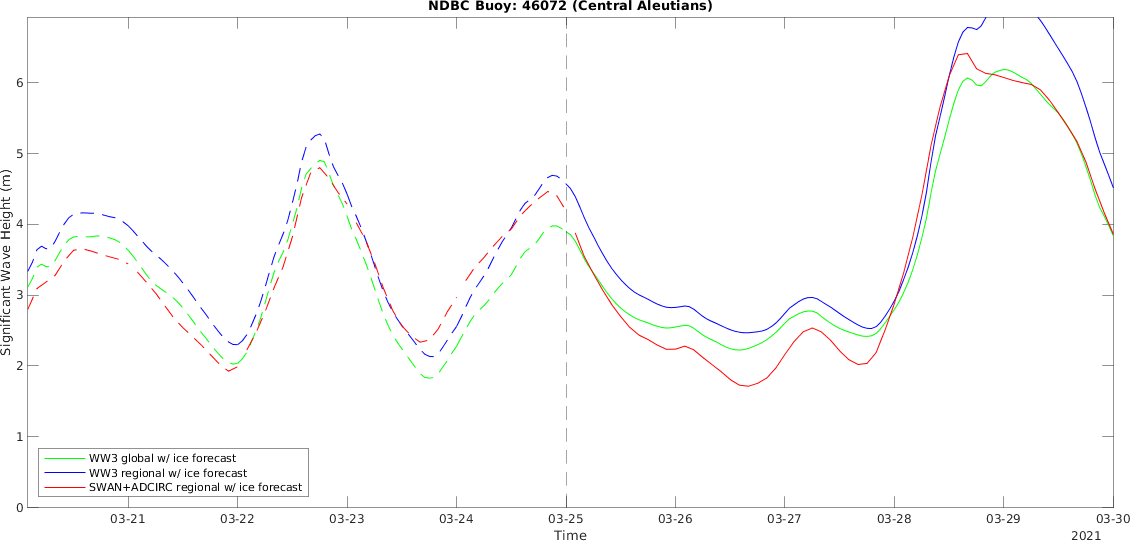 NDBC Buoy: 46072 (Central Aleutians)
Significant Wave Height (m)
6
5
4
3
2
1
0
WW3 global w/ ice forecast
WW3 regional w/ ice forecast
SWAN+ADCIRC regional w/ ice forecast
03-21 03-22 03-23 03-24 03-25 03-26 03-27 03-28 03-29 03-30
Time
2021